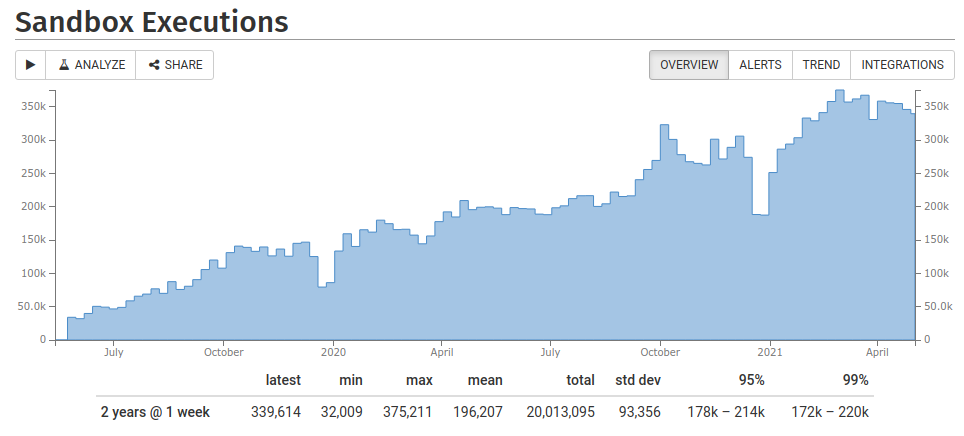 Sandbox Executions
ANALYZE SHARE OVERVIEW ALERTS TREND INTEGRATIONS
350k 350k
300k 300k
250k 250k
200k 200k
150k 150k
100k 100k
50.0k 50.0k
0 0
July October 2020 April July October 2021 April
latest min max mean total std dev 95% 99%
2 years @ 1 week 339,614 32,009 375,211 196,207 20,013,095 93,356 178k – 214k 172k – 220k